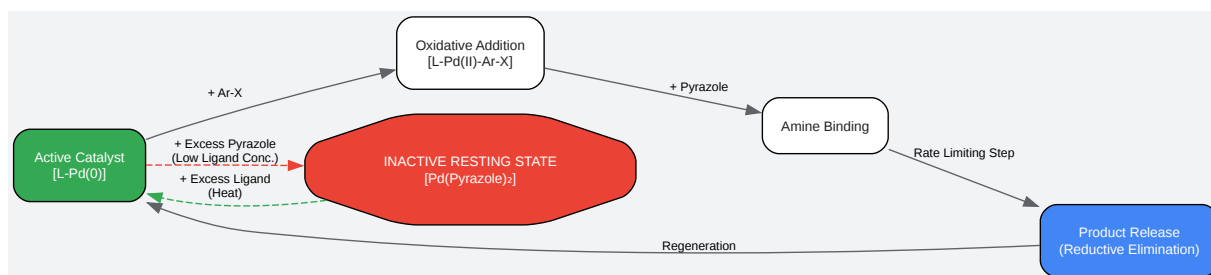 Oxidative Addition
[L-Pd(II)-Ar-X]
+ Ar-X
+ Pyrazole
Amine Binding
Active Catalyst
[L-Pd(0)]
+ Excess Pyrazole
(Low Ligand Conc.)
+ Excess Ligand
(Heat)
INACTIVE RESTING STATE
[Pd(Pyrazole)₂]
Rate Limiting Step
Product Release
(Reductive Elimination)
Regeneration